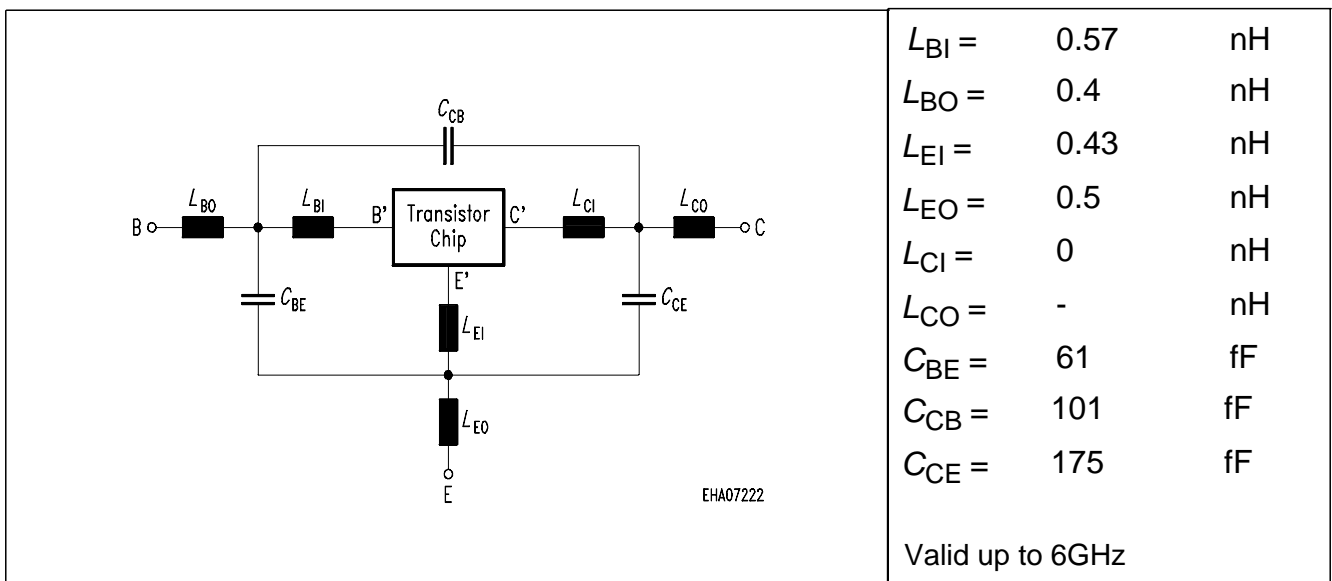 C_CB
L_BO
L_BI
B'
Transistor
Chip
C'
L_CI
L_CO
B
C
E'
C_BE
C_CE
L_EI
L_EO
E
EHA07222
L_BI = 0.57 nH
L_BO = 0.4 nH
L_EI = 0.43 nH
L_EO = 0.5 nH
L_CI = 0 nH
L_CO = - nH
C_BE = 61 fF
C_CB = 101 fF
C_CE = 175 fF
Valid up to 6GHz